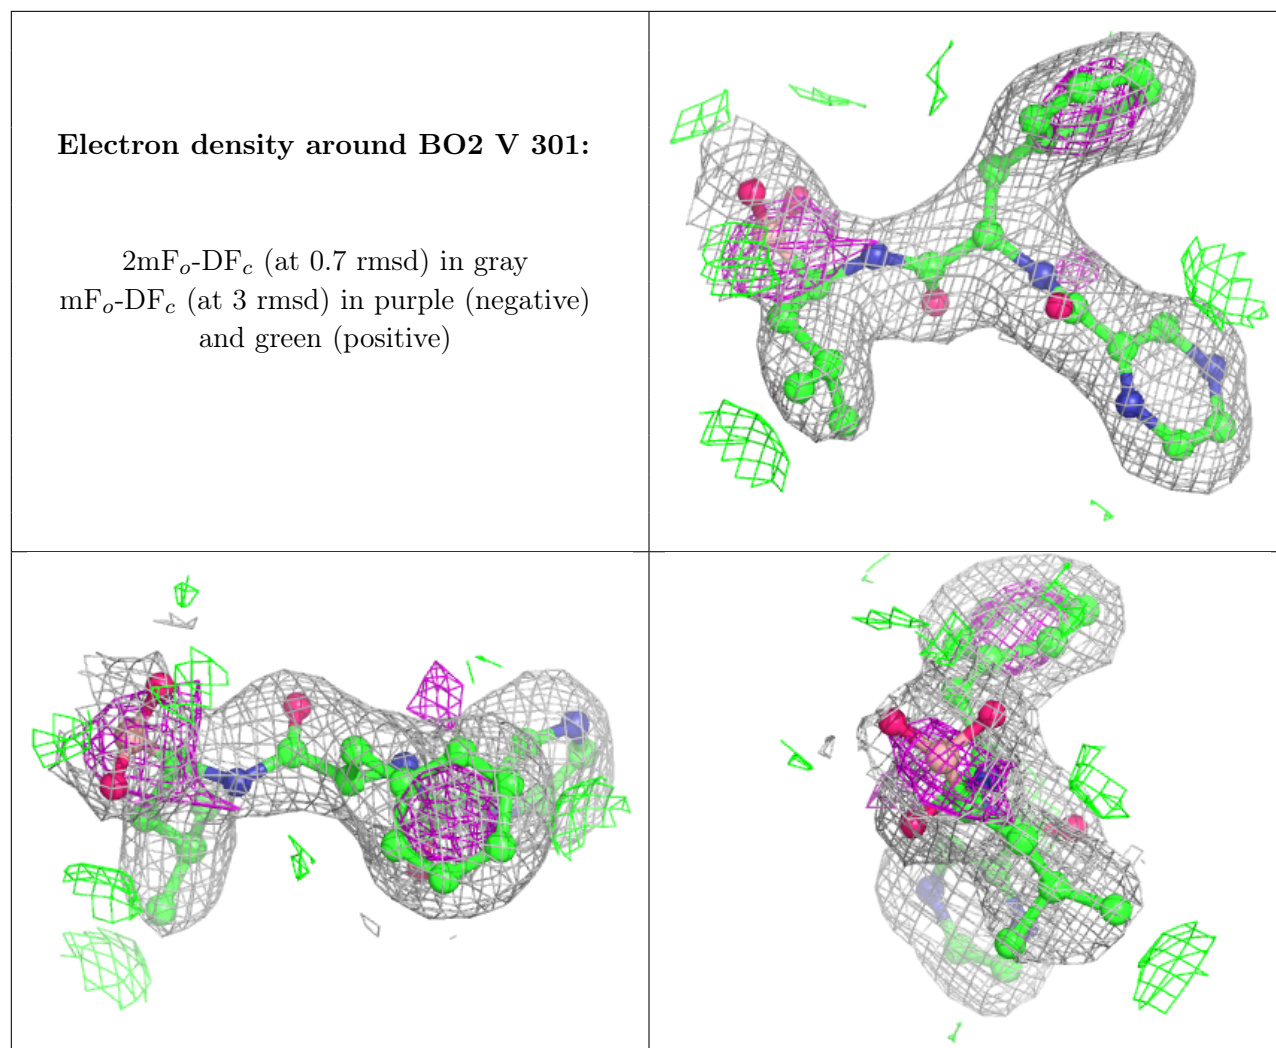 Electron density around BO2 V 301:
2mFo-DFc (at 0.7 rmsd) in gray
mFo-DFc (at 3 rmsd) in purple (negative)
and green (positive)